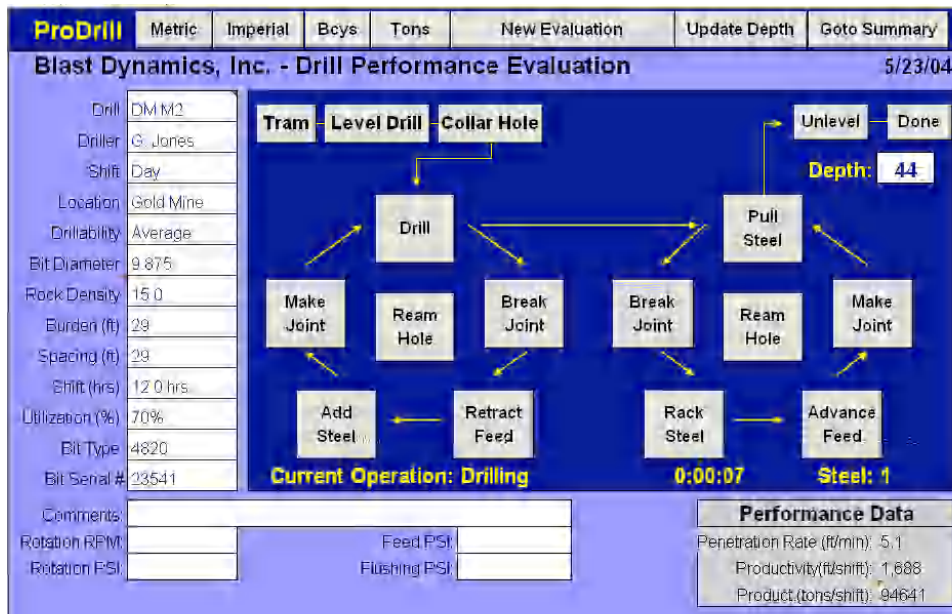 ProDrill Metric Imperial Bcys Tons New Evaluation Update Depth Goto Summary
Blast Dynamics, Inc. - Drill Performance Evaluation 5/23/04
Drill DM M2
Driller G. Jones
Shift Day
Location Gold Mine
Drillability Average
Bit Diameter 9.875
Rock Density 15.0
Burden (ft) 29
Spacing (ft) 29
Shift (hrs) 12.0 hrs
Utilization (%) 70%
Bit Type 4820
Bit Serial # 23541
Tram Level Drill Collar Hole
Unlevel Done
Depth: 44
Drill
Pull
Steel
Make
Joint
Ream
Hole
Break
Joint
Break
Joint
Ream
Hole
Make
Joint
Add
Steel
Retract
Feed
Rack
Steel
Advance
Feed
Current Operation: Drilling 0:00:07 Steel: 1
Comments:
Rotation RPM:
Feed PSI:
Rotation PSI:
Flushing PSI:
Performance Data
Penetration Rate (ft/min): 5.1
Productivity(ft/shift): 1,688
Product.(tons/shift): 94641